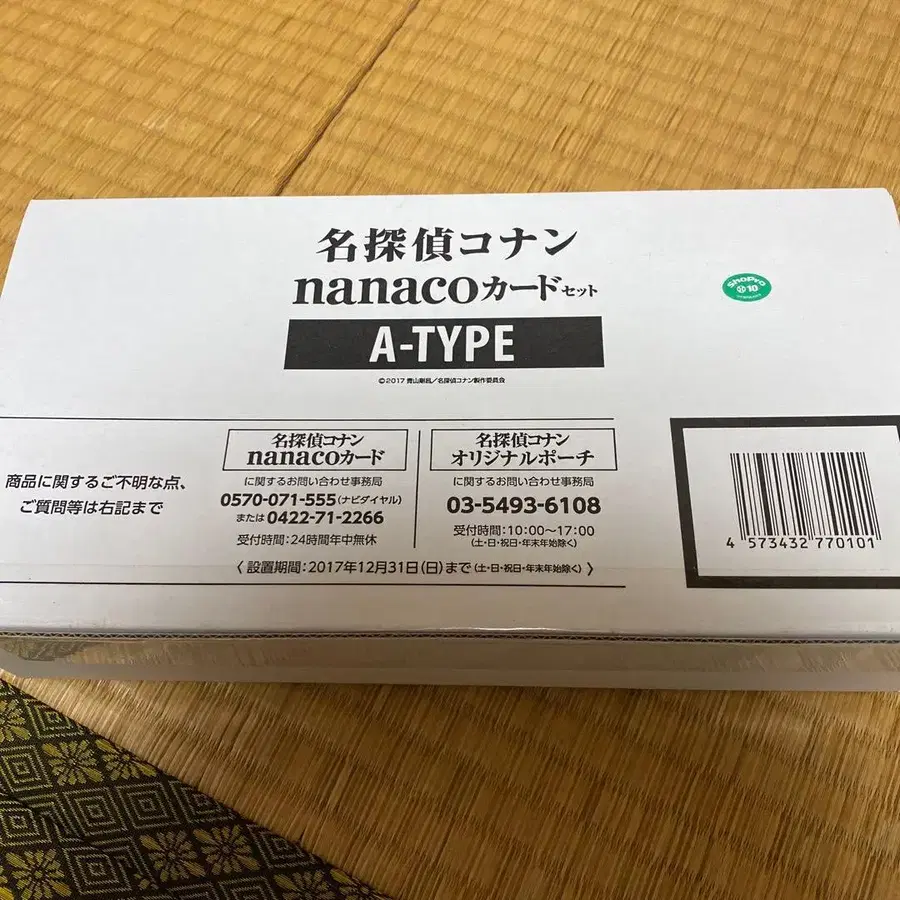 名探偵コナン
nanacoカードセット
A-TYPE
©2017 青山剛昌/名探偵コナン製作委員会
ShoPro
10
商品に関するご不明な点、
ご質問等は右記まで
名探偵コナン
nanacoカード
に関するお問い合わせ事務局
0570-071-555(ナビダイヤル)
または 0422-71-2266
受付時間:24時間年中無休
名探偵コナン
オリジナルポーチ
に関するお問い合わせ事務局
03-5493-6108
受付時間:10:00〜17:00
(土・日・祝日・年末年始除く)
〈 設置期間:2017年12月31日(日)まで(土・日・祝日・年末年始除く) 〉
4 573432 770101